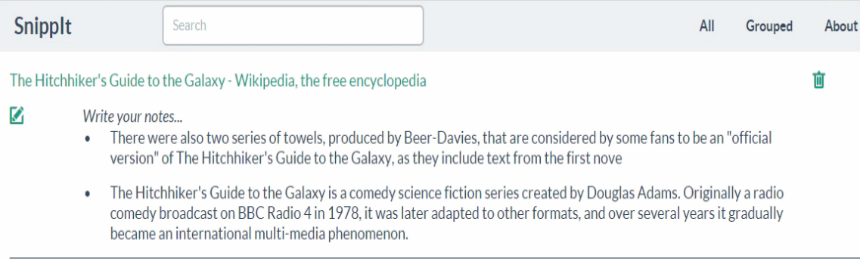 SnippIt Search All Grouped About
The Hitchhiker's Guide to the Galaxy - Wikipedia, the free encyclopedia
Write your notes...
• There were also two series of towels, produced by Beer-Davies, that are considered by some fans to be an "official
version" of The Hitchhiker's Guide to the Galaxy, as they include text from the first nove
• The Hitchhiker's Guide to the Galaxy is a comedy science fiction series created by Douglas Adams. Originally a radio
comedy broadcast on BBC Radio 4 in 1978, it was later adapted to other formats, and over several years it gradually
became an international multi-media phenomenon.